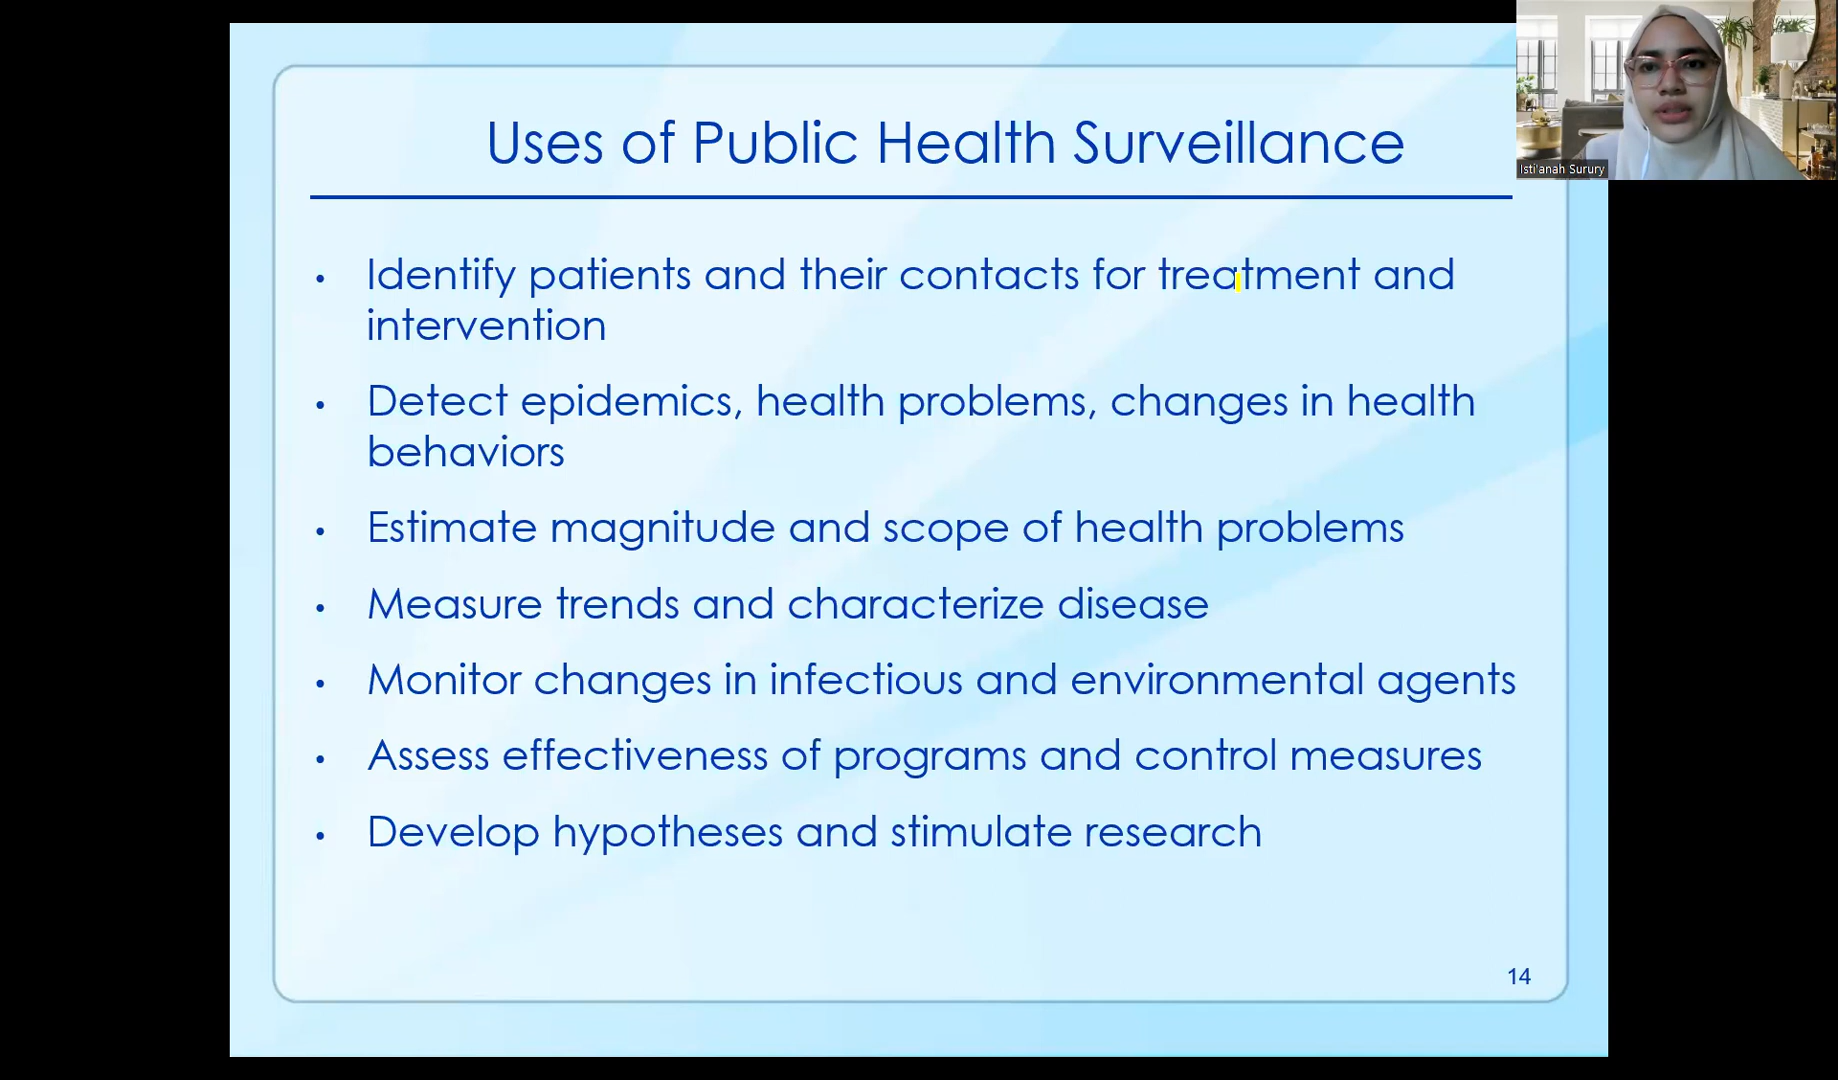 Uses of Public Health Surveillance
Isti'anah Surury
• Identify patients and their contacts for treatment and
intervention
• Detect epidemics, health problems, changes in health
behaviors
• Estimate magnitude and scope of health problems
• Measure trends and characterize disease
• Monitor changes in infectious and environmental agents
• Assess effectiveness of programs and control measures
• Develop hypotheses and stimulate research
14